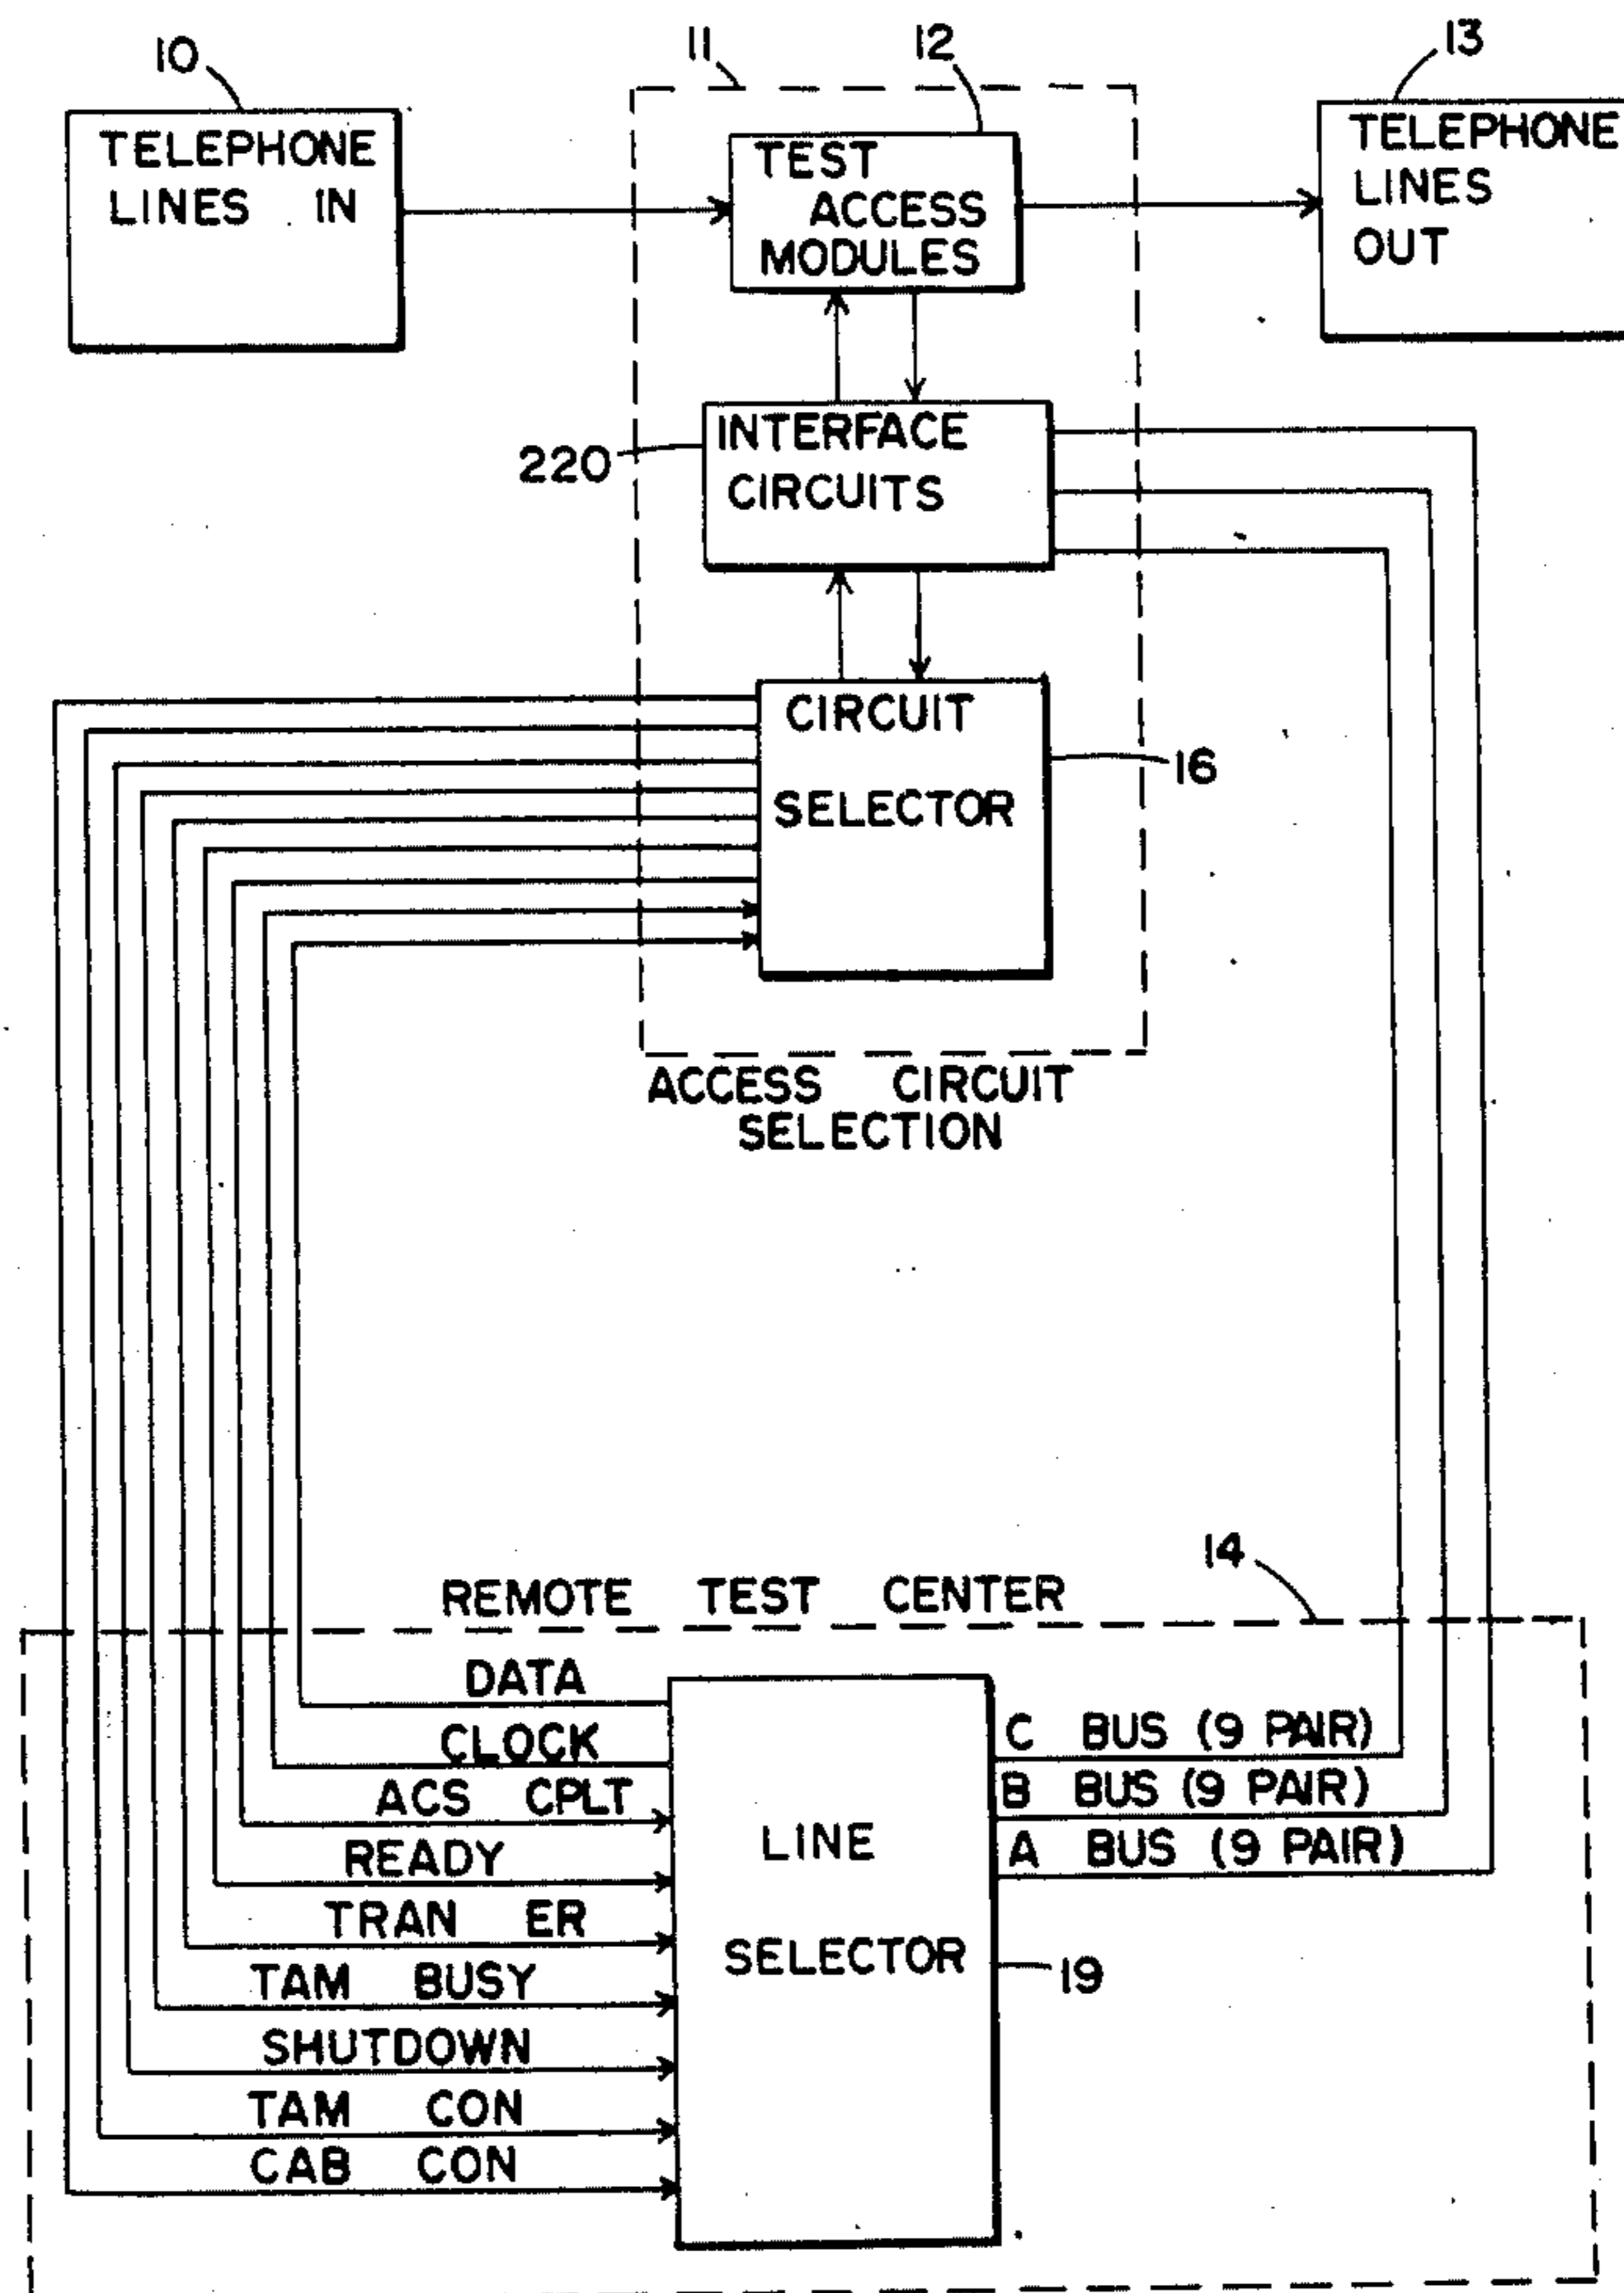 10
11
12
13
TELEPHONE
LINES IN
TEST
ACCESS
MODULES
TELEPHONE
LINES
OUT
220
INTERFACE
CIRCUITS
CIRCUIT
SELECTOR
16
ACCESS CIRCUIT
SELECTION
14
REMOTE TEST CENTER
DATA
CLOCK
ACS CPLT
READY
TRAN ER
TAM BUSY
SHUTDOWN
TAM CON
CAB CON
LINE
SELECTOR
19
C BUS (9 PAIR)
B BUS (9 PAIR)
A BUS (9 PAIR)